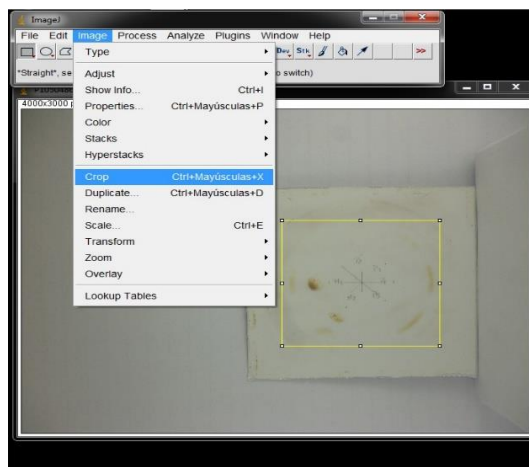 ImageJ
File Edit Image Process Analyze Plugins Window Help
Dev Stk >>
*Straight*, se
o switch)
4000x3000 p
Type
Adjust
Show Info... Ctrl+I
Properties... Ctrl+Mayúsculas+P
Color
Stacks
Hyperstacks
Crop Ctrl+Mayúsculas+X
Duplicate... Ctrl+Mayúsculas+D
Rename...
Scale... Ctrl+E
Transform
Zoom
Overlay
Lookup Tables